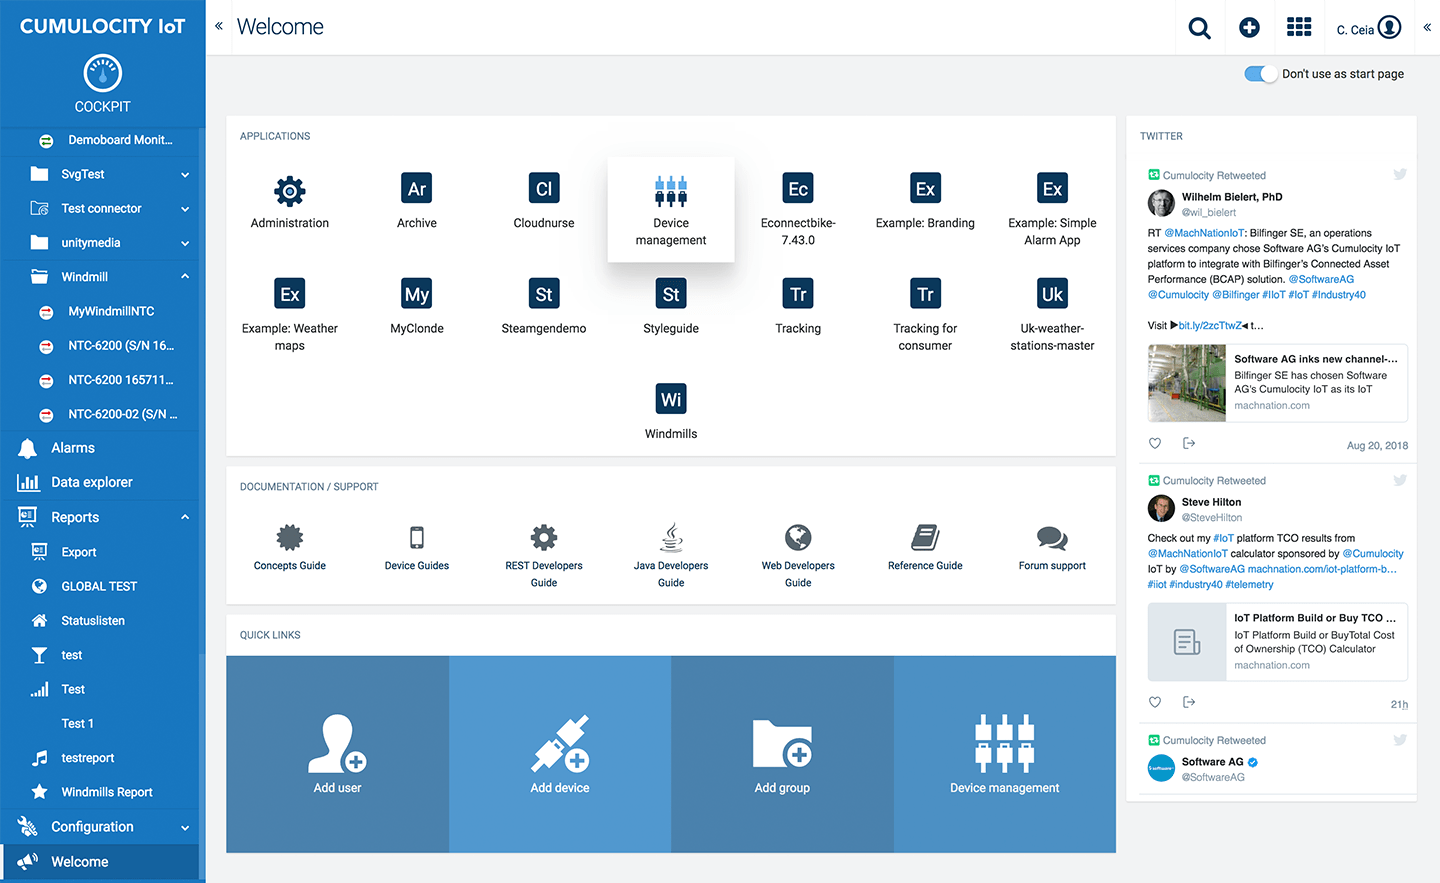 CUMULOCITY IoT
COCKPIT
Demoboard Monit...
SvgTest
Test connector
unitymedia
Windmill
MyWindmillNTC
NTC-6200 (S/N 16...
NTC-6200 165711...
NTC-6200-02 (S/N ...
Alarms
Data explorer
Reports
Export
GLOBAL TEST
Statuslisten
test
Test
Test 1
testreport
Windmills Report
Configuration
Welcome
«
Welcome
C. Ceia
«
Don't use as start page
APPLICATIONS
Administration
Ar
Archive
Cl
Cloudnurse
Device
management
Ec
Econnectbike-
7.43.0
Ex
Example: Branding
Ex
Example: Simple
Alarm App
Ex
Example: Weather
maps
My
MyClonde
St
Steamgendemo
St
Styleguide
Tr
Tracking
Tr
Tracking for
consumer
Uk
Uk-weather-
stations-master
Wi
Windmills
DOCUMENTATION / SUPPORT
Concepts Guide
Device Guides
REST Developers
Guide
Java Developers
Guide
Web Developers
Guide
Reference Guide
Forum support
QUICK LINKS
Add user
Add device
Add group
Device management
TWITTER
Cumulocity Retweeted
Wilhelm Bielert, PhD
@wil_bielert
RT @MachNationIoT: Bilfinger SE, an operations
services company chose Software AG's Cumulocity IoT
platform to integrate with Bilfinger's Connected Asset
Performance (BCAP) solution. @SoftwareAG
@Cumulocity @Bilfinger #IIoT #IoT #Industry40
Visit ▶bit.ly/2zcTtwZ◀ t...
Software AG inks new channel-...
Bilfinger SE has chosen Software
AG's Cumulocity IoT as its IoT
machnation.com
Aug 20, 2018
Cumulocity Retweeted
Steve Hilton
@SteveHilton
Check out my #IoT platform TCO results from
@MachNationIoT calculator sponsored by @Cumulocity
IoT by @SoftwareAG machnation.com/iot-platform-b...
#iiot #industry40 #telemetry
IoT Platform Build or Buy TCO ...
IoT Platform Build or BuyTotal Cost
of Ownership (TCO) Calculator
machnation.com
21h
Cumulocity Retweeted
Software AG
@SoftwareAG